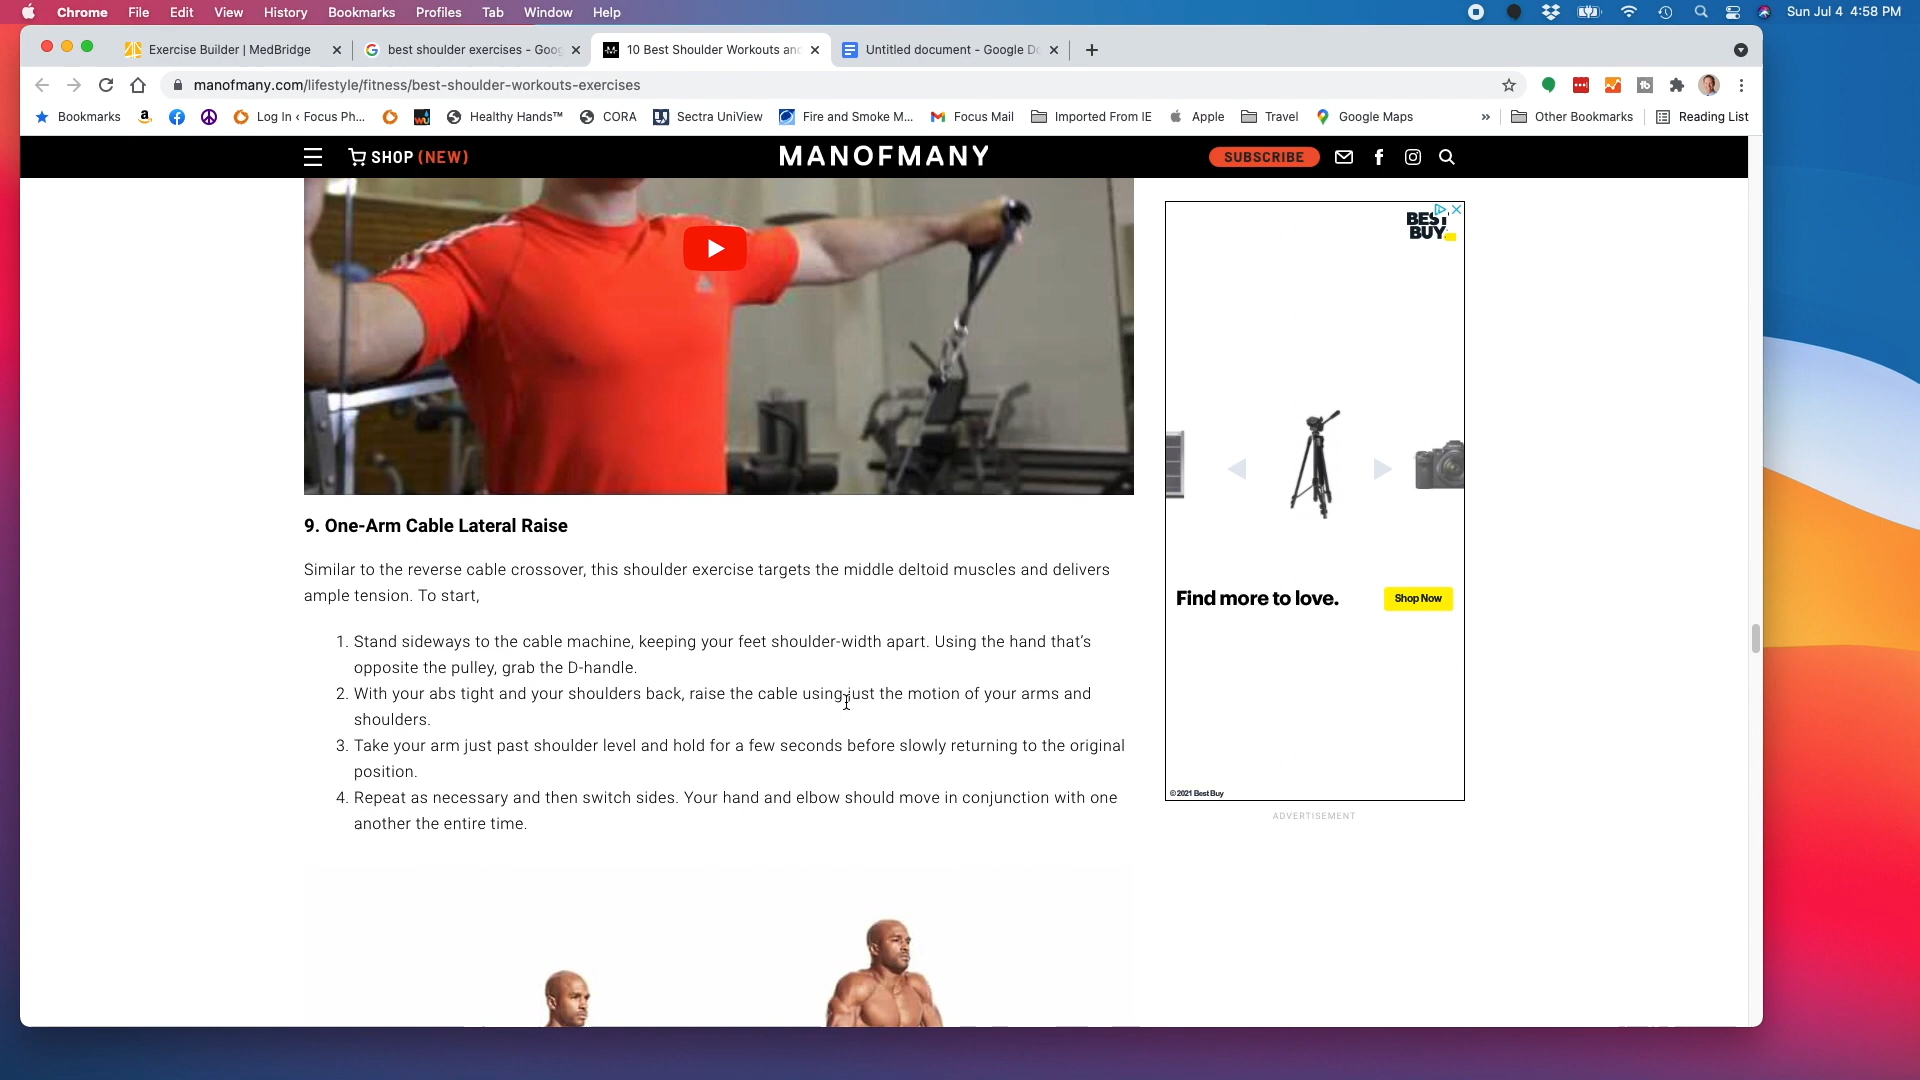 Chrome File Edit View History Bookmarks Profiles Tab Window Help Sun Jul 4 4:58 PM
Exercise Builder | MedBridge best shoulder exercises - Goog 10 Best Shoulder Workouts and Untitled document - Google Do
manofmany.com/lifestyle/fitness/best-shoulder-workouts-exercises
Bookmarks Log In ‹ Focus Ph... Healthy Hands™ CORA Sectra UniView Fire and Smoke M... Focus Mail Imported From IE Apple Travel Google Maps » Other Bookmarks Reading List
SHOP (NEW) MANOFMANY SUBSCRIBE
BEST
BUY
9. One-Arm Cable Lateral Raise
Similar to the reverse cable crossover, this shoulder exercise targets the middle deltoid muscles and delivers
ample tension. To start,
1. Stand sideways to the cable machine, keeping your feet shoulder-width apart. Using the hand that's
opposite the pulley, grab the D-handle.
2. With your abs tight and your shoulders back, raise the cable using just the motion of your arms and
shoulders.
3. Take your arm just past shoulder level and hold for a few seconds before slowly returning to the original
position.
4. Repeat as necessary and then switch sides. Your hand and elbow should move in conjunction with one
another the entire time.
Find more to love. Shop Now
© 2021 Best Buy
ADVERTISEMENT